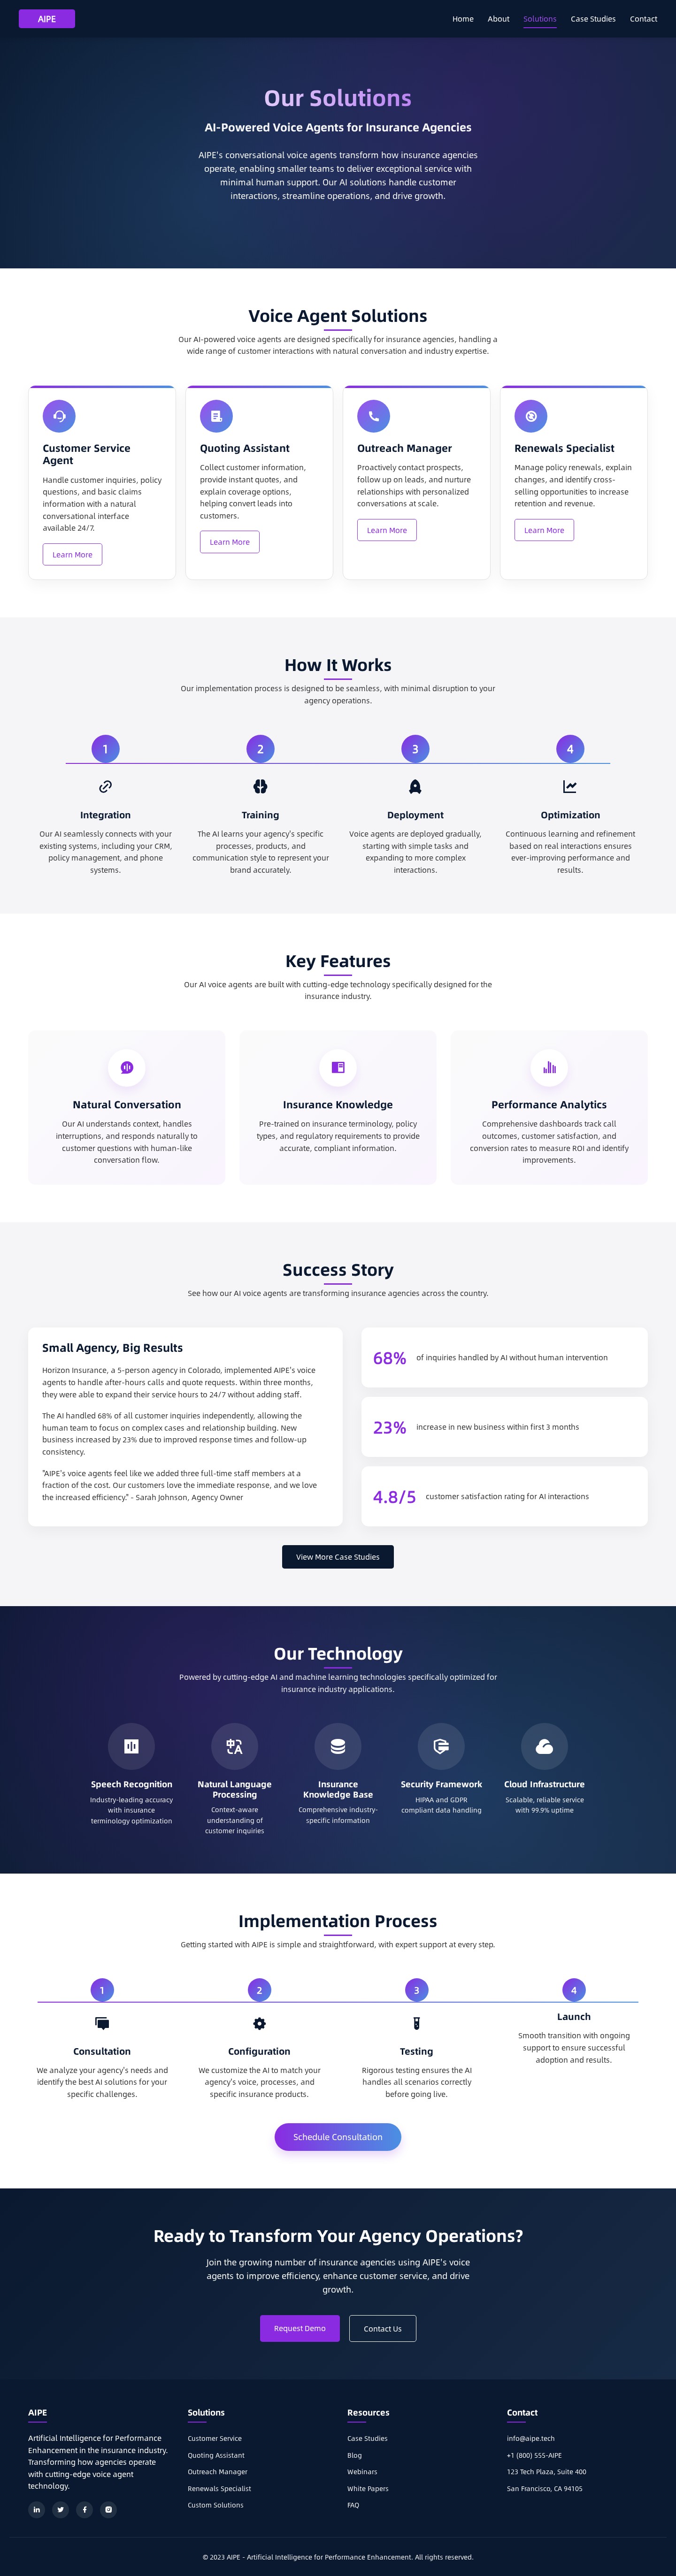 AIPE
Home About Solutions Case Studies Contact
Our Solutions
AI-Powered Voice Agents for Insurance Agencies
AIPE's conversational voice agents transform how insurance agencies
operate, enabling smaller teams to deliver exceptional service with
minimal human support. Our AI solutions handle customer
interactions, streamline operations, and drive growth.
Voice Agent Solutions
Our AI-powered voice agents are designed specifically for insurance agencies, handling a
wide range of customer interactions with natural conversation and industry expertise.
Customer Service
Agent
Handle customer inquiries, policy
questions, and basic claims
information with a natural
conversational interface
available 24/7.
Learn More
Quoting Assistant
Collect customer information,
provide instant quotes, and
explain coverage options,
helping convert leads into
customers.
Learn More
Outreach Manager
Proactively contact prospects,
follow up on leads, and nurture
relationships with personalized
conversations at scale.
Learn More
Renewals Specialist
Manage policy renewals, explain
changes, and identify cross-
selling opportunities to increase
retention and revenue.
Learn More
How It Works
Our implementation process is designed to be seamless, with minimal disruption to your
agency operations.
1
Integration
Our AI seamlessly connects with your
existing systems, including your CRM,
policy management, and phone
systems.
2
Training
The AI learns your agency's specific
processes, products, and
communication style to represent your
brand accurately.
3
Deployment
Voice agents are deployed gradually,
starting with simple tasks and
expanding to more complex
interactions.
4
Optimization
Continuous learning and refinement
based on real interactions ensures
ever-improving performance and
results.
Key Features
Our AI voice agents are built with cutting-edge technology specifically designed for the
insurance industry.
Natural Conversation
Our AI understands context, handles
interruptions, and responds naturally to
customer questions with human-like
conversation flow.
Insurance Knowledge
Pre-trained on insurance terminology, policy
types, and regulatory requirements to provide
accurate, compliant information.
Performance Analytics
Comprehensive dashboards track call
outcomes, customer satisfaction, and
conversion rates to measure ROI and identify
improvements.
Success Story
See how our AI voice agents are transforming insurance agencies across the country.
Small Agency, Big Results
Horizon Insurance, a 5-person agency in Colorado, implemented AIPE's voice
agents to handle after-hours calls and quote requests. Within three months,
they were able to expand their service hours to 24/7 without adding staff.
The AI handled 68% of all customer inquiries independently, allowing the
human team to focus on complex cases and relationship building. New
business increased by 23% due to improved response times and follow-up
consistency.
"AIPE's voice agents feel like we added three full-time staff members at a
fraction of the cost. Our customers love the immediate response, and we love
the increased efficiency." - Sarah Johnson, Agency Owner
68% of inquiries handled by AI without human intervention
23% increase in new business within first 3 months
4.8/5 customer satisfaction rating for AI interactions
View More Case Studies
Our Technology
Powered by cutting-edge AI and machine learning technologies specifically optimized for
insurance industry applications.
Speech Recognition
Industry-leading accuracy
with insurance
terminology optimization
Natural Language
Processing
Context-aware
understanding of
customer inquiries
Insurance
Knowledge Base
Comprehensive industry-
specific information
Security Framework
HIPAA and GDPR
compliant data handling
Cloud Infrastructure
Scalable, reliable service
with 99.9% uptime
Implementation Process
Getting started with AIPE is simple and straightforward, with expert support at every step.
1
Consultation
We analyze your agency's needs and
identify the best AI solutions for your
specific challenges.
2
Configuration
We customize the AI to match your
agency's voice, processes, and
specific insurance products.
3
Testing
Rigorous testing ensures the AI
handles all scenarios correctly
before going live.
4
Launch
Smooth transition with ongoing
support to ensure successful
adoption and results.
Schedule Consultation
Ready to Transform Your Agency Operations?
Join the growing number of insurance agencies using AIPE's voice
agents to improve efficiency, enhance customer service, and drive
growth.
Request Demo
Contact Us
AIPE
Artificial Intelligence for Performance
Enhancement in the insurance industry.
Transforming how agencies operate
with cutting-edge voice agent
technology.
Solutions
Customer Service
Quoting Assistant
Outreach Manager
Renewals Specialist
Custom Solutions
Resources
Case Studies
Blog
Webinars
White Papers
FAQ
Contact
info@aipe.tech
+1 (800) 555-AIPE
123 Tech Plaza, Suite 400
San Francisco, CA 94105
© 2023 AIPE - Artificial Intelligence for Performance Enhancement. All rights reserved.